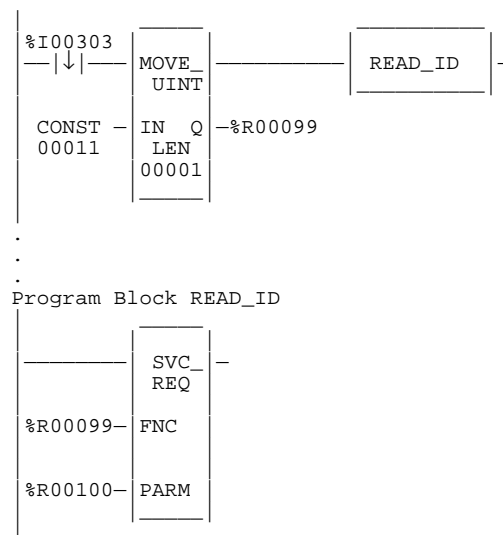 %I00303
MOVE_ READ_ID
UINT
CONST IN Q %R00099
00011 LEN
00001
.
.
.
Program Block READ_ID
SVC_
REQ
%R00099 FNC
%R00100 PARM